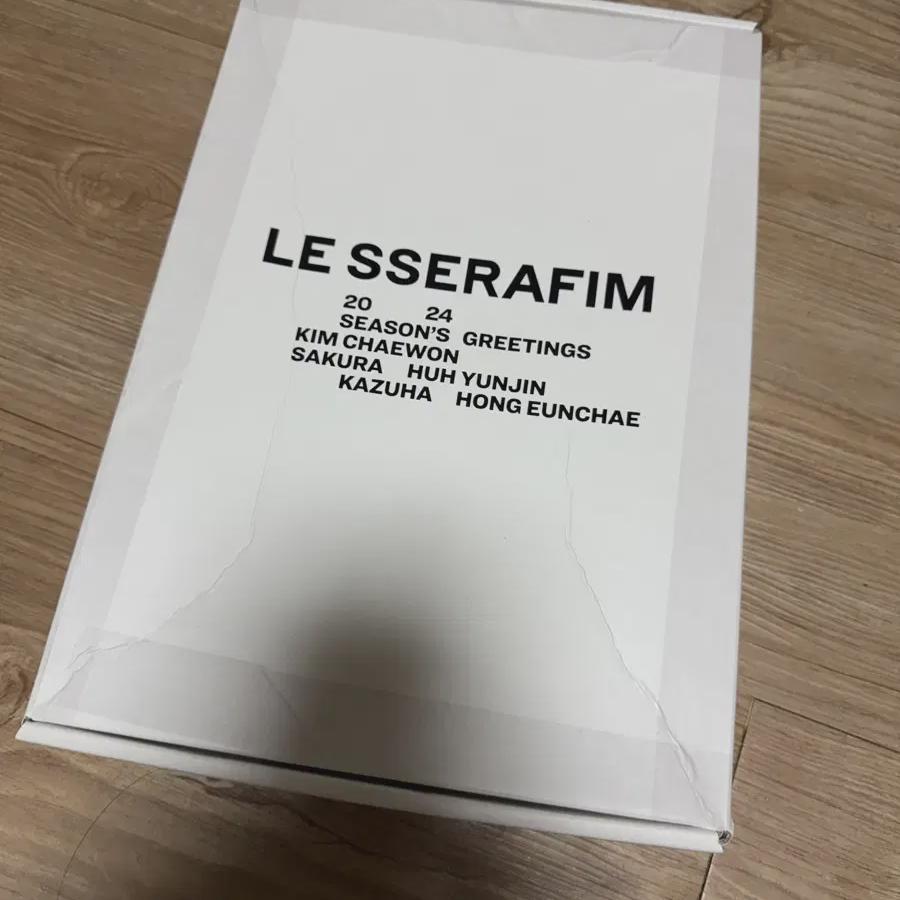 LE SSERAFIM
20 24
SEASON'S GREETINGS
KIM CHAEWON
SAKURA HUH YUNJIN
KAZUHA HONG EUNCHAE